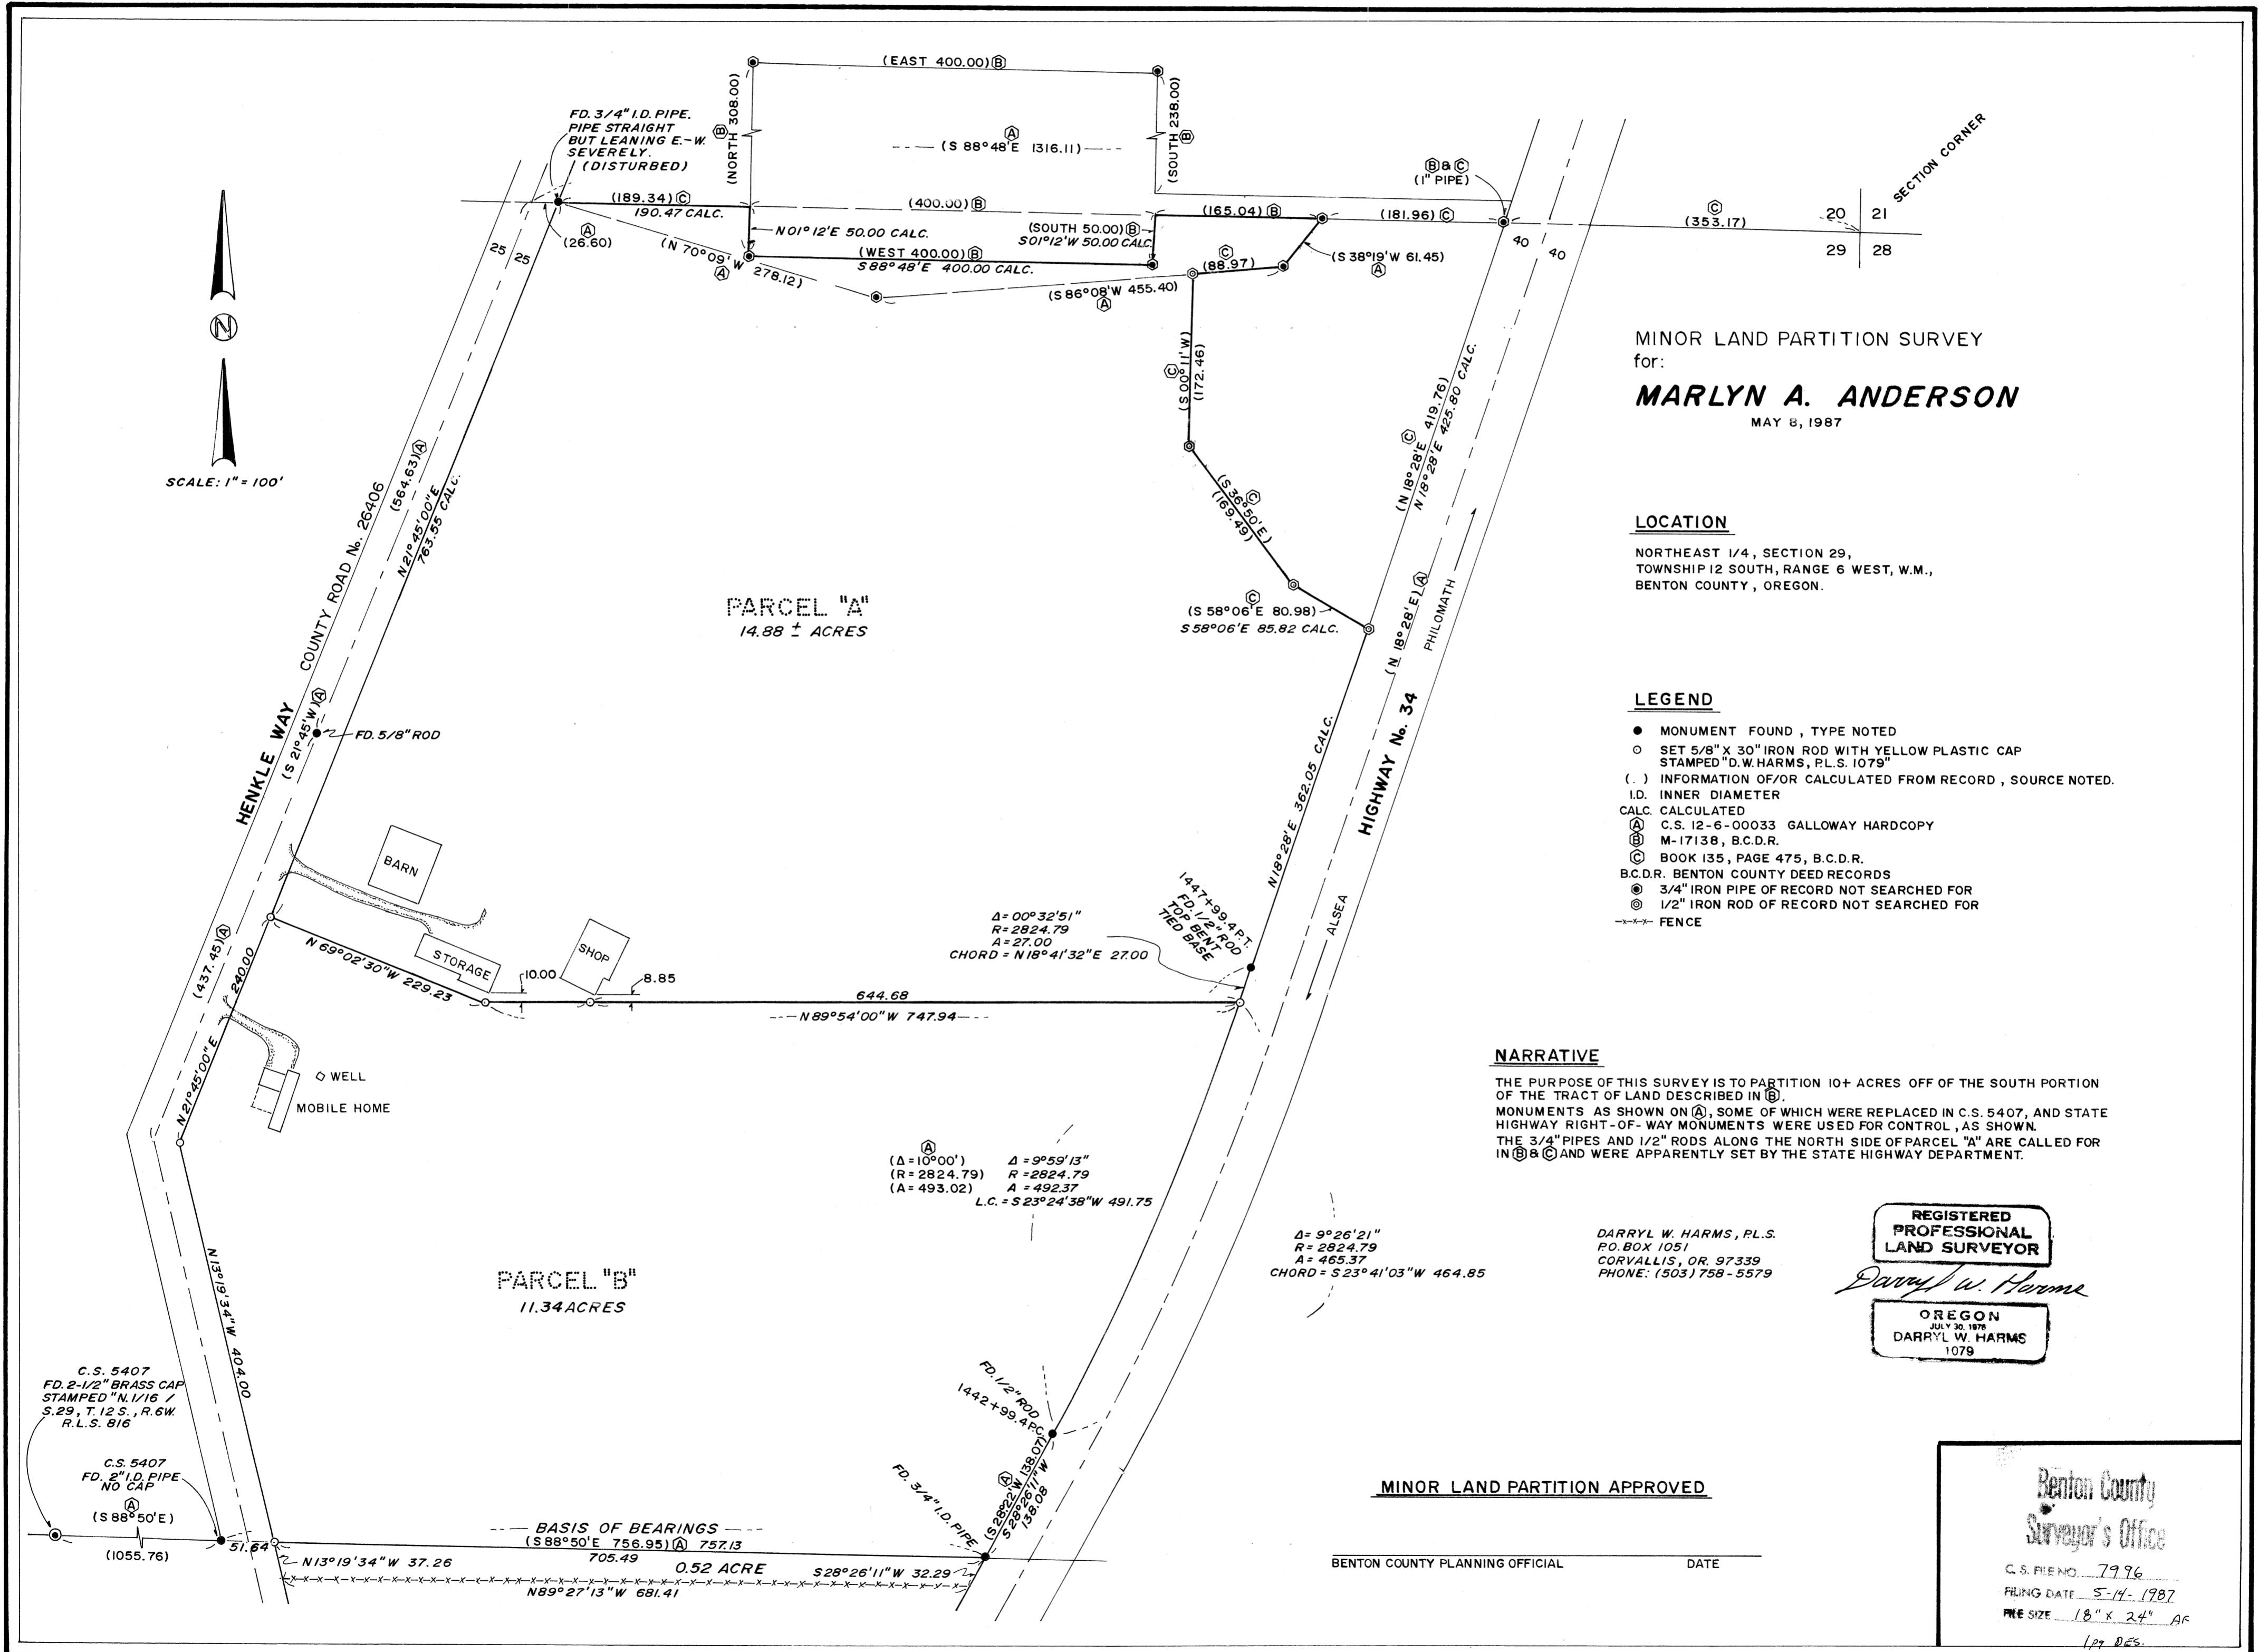 (EAST 400.00) B
FD. 3/4" I.D. PIPE.
PIPE STRAIGHT
BUT LEANING E.-W.
SEVERELY.
(DISTURBED)
(NORTH 308.00)
B
A
--- — (S 88°48'E 1316.11) — ---
(SOUTH 238.00)
B
B & C
(1" PIPE)
SECTION CORNER
(189.34) C
190.47 CALC.
(400.00) B
(165.04) B
(181.96) C
C
(353.17)
20 21
29 28
A
(26.60)
25 25
N 01°12'E 50.00 CALC.
(SOUTH 50.00) B
S 01°12'W 50.00 CALC.
40 40
(N 70°09'W 278.12)
A
(WEST 400.00) B
S 88°48'E 400.00 CALC.
C
(88.97)
(S 38°19'W 61.45)
A
(S 86°08'W 455.40)
A
N
SCALE: 1" = 100'
C
(S 00°11'W)
(172.46)
C
(S 36°50'E)
(169.49)
C
(S 58°06'E 80.98)
S 58°06'E 85.82 CALC.
C
(N 18°28'E 419.76)
N 18°28'E 425.80 CALC.
MINOR LAND PARTITION SURVEY
for:
MARLYN A. ANDERSON
MAY 8, 1987
LOCATION
NORTHEAST 1/4, SECTION 29,
TOWNSHIP 12 SOUTH, RANGE 6 WEST, W.M.,
BENTON COUNTY, OREGON.
HENKLE WAY COUNTY ROAD No. 26406
(564.63) A
N 21°45'00"E
763.55 CALC.
(S 21°45'W) A
FD. 5/8" ROD
PARCEL "A"
14.88 ± ACRES
(N 18°28'E) A
PHILOMATH
HIGHWAY No. 34
N 18°28'E 362.05 CALC.
ALSEA
LEGEND
● MONUMENT FOUND, TYPE NOTED
○ SET 5/8" X 30" IRON ROD WITH YELLOW PLASTIC CAP
STAMPED "D.W. HARMS, P.L.S. 1079"
(. ) INFORMATION OF/OR CALCULATED FROM RECORD, SOURCE NOTED.
I.D. INNER DIAMETER
CALC. CALCULATED
A C.S. 12-6-00033 GALLOWAY HARDCOPY
B M-17138, B.C.D.R.
C BOOK 135, PAGE 475, B.C.D.R.
B.C.D.R. BENTON COUNTY DEED RECORDS
3/4" IRON PIPE OF RECORD NOT SEARCHED FOR
1/2" IRON ROD OF RECORD NOT SEARCHED FOR
-x-x-x- FENCE
BARN
STORAGE
SHOP
10.00
8.85
(437.45) A
240.00
N 69°02'30"W 229.23
644.68
--- — N 89°54'00"W 747.94 — ---
Δ = 00°32'51"
R = 2824.79
A = 27.00
CHORD = N 18°41'32"E 27.00
1447+99.4 P.T.
FD. 1/2" ROD
TOP BENT
TIED BASE
N 21°45'00"E
WELL
MOBILE HOME
NARRATIVE
THE PURPOSE OF THIS SURVEY IS TO PARTITION 10+ ACRES OFF OF THE SOUTH PORTION
OF THE TRACT OF LAND DESCRIBED IN B.
MONUMENTS AS SHOWN ON A, SOME OF WHICH WERE REPLACED IN C.S. 5407, AND STATE
HIGHWAY RIGHT-OF-WAY MONUMENTS WERE USED FOR CONTROL, AS SHOWN.
THE 3/4" PIPES AND 1/2" RODS ALONG THE NORTH SIDE OF PARCEL "A" ARE CALLED FOR
IN B & C AND WERE APPARENTLY SET BY THE STATE HIGHWAY DEPARTMENT.
A
(Δ = 10°00') Δ = 9°59'13"
(R = 2824.79) R = 2824.79
(A = 493.02) A = 492.37
L.C. = S 23°24'38"W 491.75
Δ = 9°26'21"
R = 2824.79
A = 465.37
CHORD = S 23°41'03"W 464.85
DARRYL W. HARMS, P.L.S.
P.O. BOX 1051
CORVALLIS, OR. 97339
PHONE: (503) 758-5579
REGISTERED
PROFESSIONAL
LAND SURVEYOR
Darryl W. Harms
OREGON
JULY 30, 1976
DARRYL W. HARMS
1079
PARCEL "B"
11.34 ACRES
N 13°19'34"W 404.00
C.S. 5407
FD. 2-1/2" BRASS CAP
STAMPED "N. 1/16 /
S.29, T.12 S., R.6W.
R.L.S. 816
C.S. 5407
FD. 2" I.D. PIPE
NO CAP
A
(S 88°50'E)
(1055.76)
51.64
N 13°19'34"W 37.26
--- — BASIS OF BEARINGS — ---
(S 88°50'E 756.95) A 757.13
705.49
0.52 ACRE
S 28°26'11"W 32.29
N 89°27'13"W 681.41
FD. 1/2" ROD
1442+99.4 P.C.
FD. 3/4" I.D. PIPE
A
(S 28°22'W 138.07)
S 28°26'11"W
138.08
MINOR LAND PARTITION APPROVED
BENTON COUNTY PLANNING OFFICIAL DATE
Benton County
Surveyor's Office
C.S. FILE NO. 7996
FILING DATE 5-14-1987
FILE SIZE 18" X 24" AF
1pg DES.